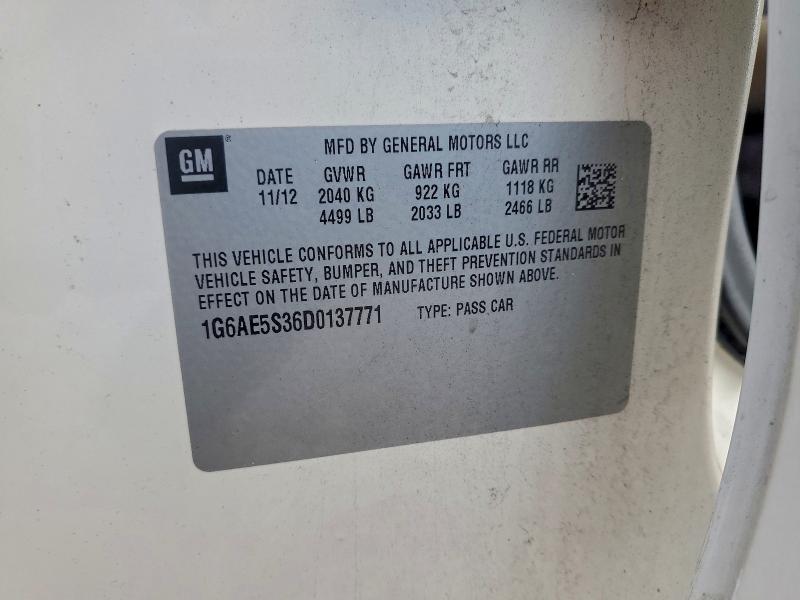 GM ®
MFD BY GENERAL MOTORS LLC
DATE GVWR GAWR FRT GAWR RR
11/12 2040 KG 922 KG 1118 KG
4499 LB 2033 LB 2466 LB
THIS VEHICLE CONFORMS TO ALL APPLICABLE U.S. FEDERAL MOTOR
VEHICLE SAFETY, BUMPER, AND THEFT PREVENTION STANDARDS IN
EFFECT ON THE DATE OF MANUFACTURE SHOWN ABOVE.
1G6AE5S36D0137771 TYPE: PASS CAR